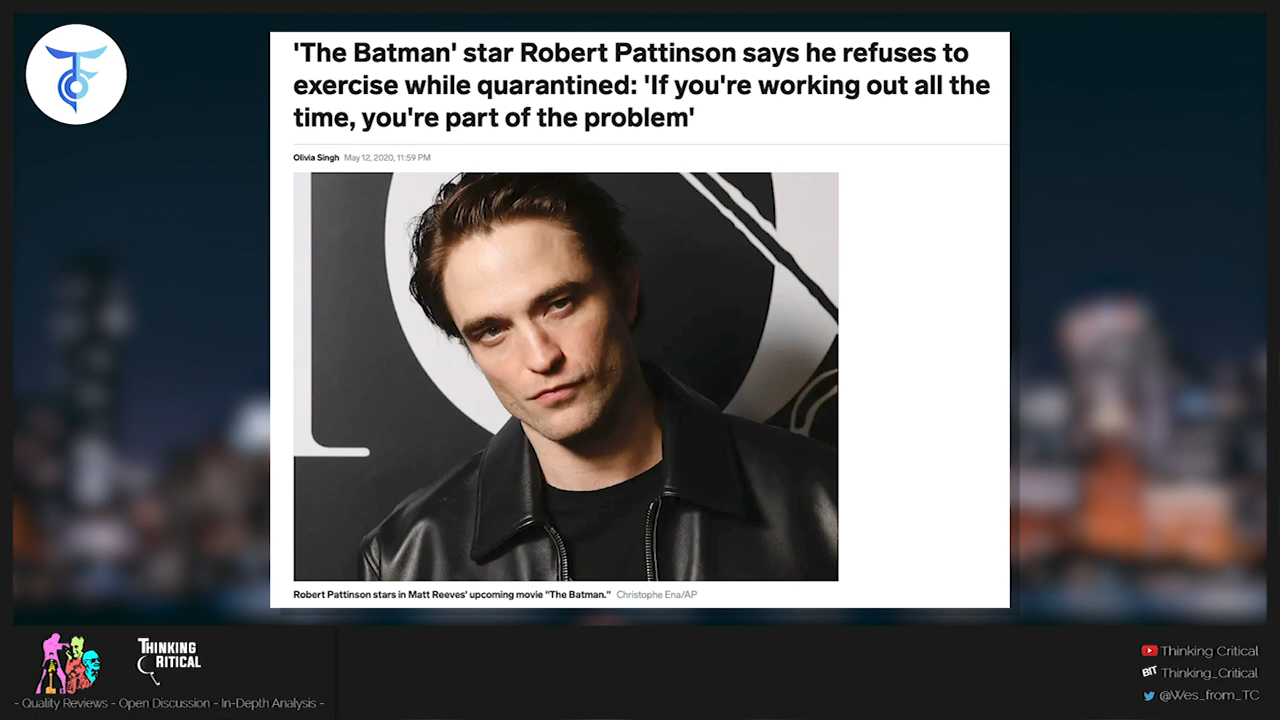 'The Batman' star Robert Pattinson says he refuses to
exercise while quarantined: 'If you're working out all the
time, you're part of the problem'
Olivia Singh May 12, 2020, 11:59 PM
Robert Pattinson stars in Matt Reeves' upcoming movie "The Batman." Christophe Ena/AP
THINKING
CRITICAL
- Quality Reviews - Open Discussion - In-Depth Analysis -
Thinking Critical
BIT Thinking_Critical
@Wes_from_TC